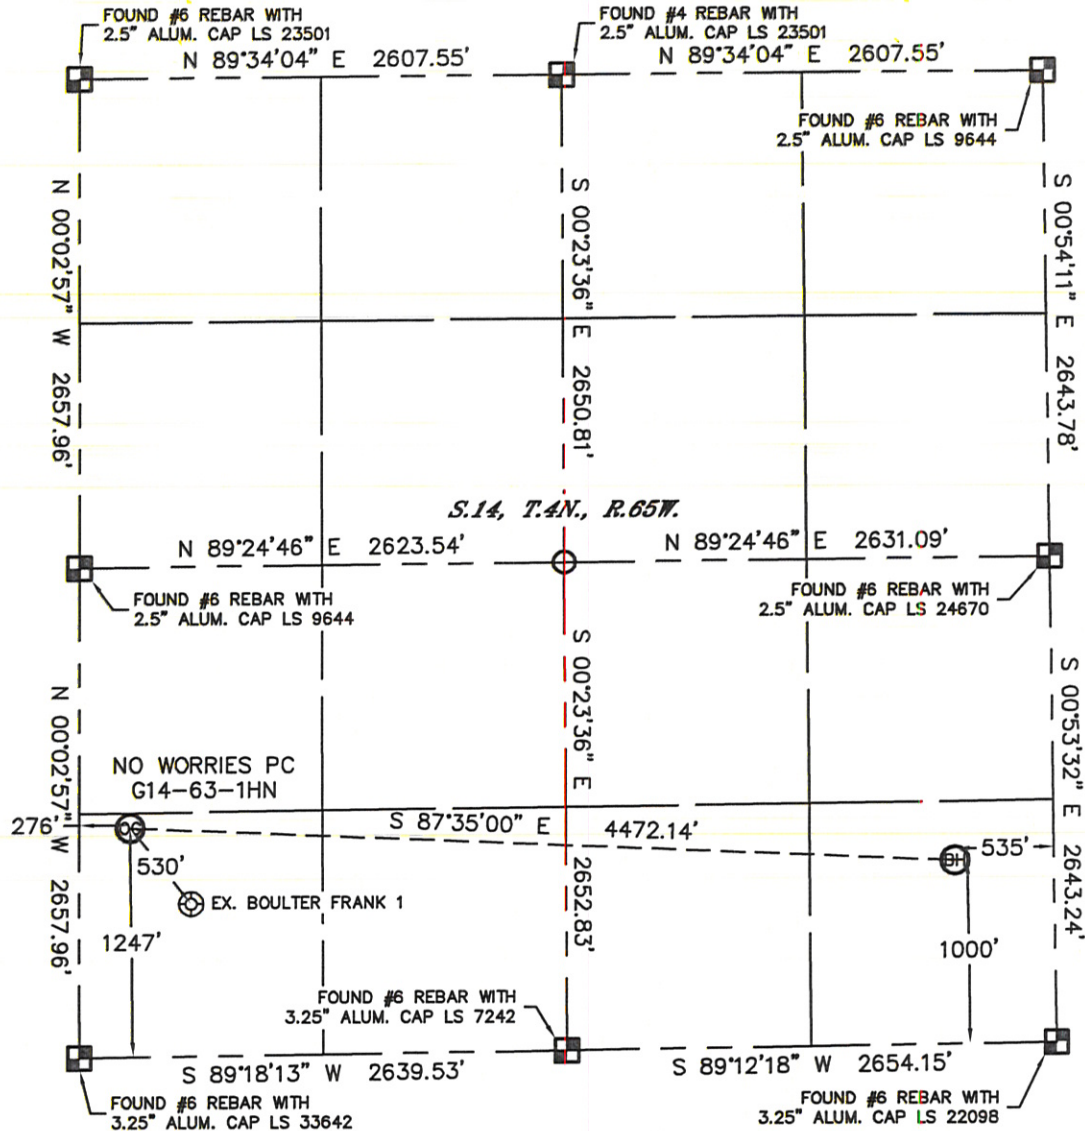 FOUND #6 REBAR WITH
2.5" ALUM. CAP LS 23501
FOUND #4 REBAR WITH
2.5" ALUM. CAP LS 23501
N 89°34'04" E 2607.55'
N 89°34'04" E 2607.55'
FOUND #6 REBAR WITH
2.5" ALUM. CAP LS 9644
N 00°02'57" W 2657.96'
S 00°23'36" E 2650.81'
S 00°54'11" E 2643.78'
S.14, T.4N., R.65W.
N 89°24'46" E 2623.54'
N 89°24'46" E 2631.09'
FOUND #6 REBAR WITH
2.5" ALUM. CAP LS 9644
FOUND #6 REBAR WITH
2.5" ALUM. CAP LS 24670
N 00°02'57" W 2657.96'
S 00°23'36" E 2652.83'
S 00°53'32" E 2643.24'
NO WORRIES PC
G14-63-1HN
276'
OG
S 87°35'00" E 4472.14'
BH
535'
530'
EX. BOULTER FRANK 1
1247'
1000'
FOUND #6 REBAR WITH
3.25" ALUM. CAP LS 7242
S 89°18'13" W 2639.53'
S 89°12'18" W 2654.15'
FOUND #6 REBAR WITH
3.25" ALUM. CAP LS 33642
FOUND #6 REBAR WITH
3.25" ALUM. CAP LS 22098